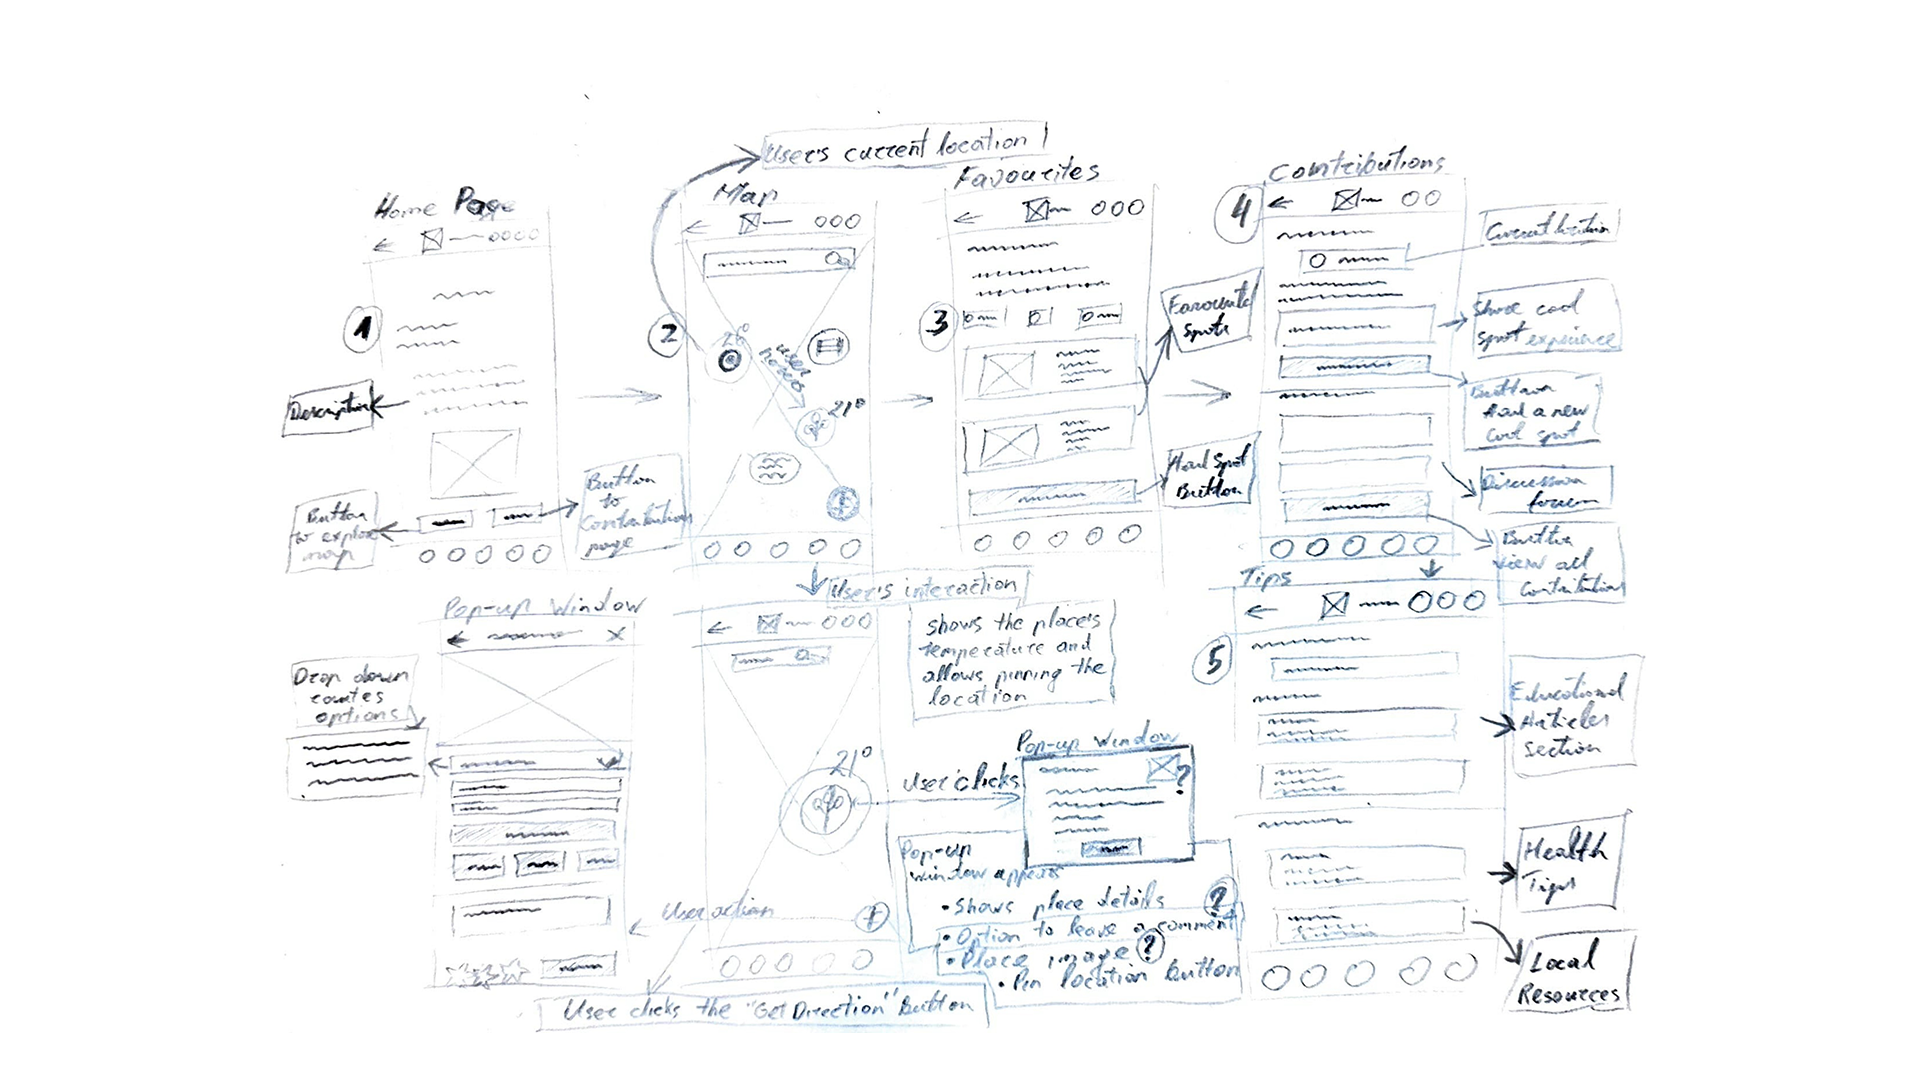 User's current location
Home Page
Map
Favourites
Contributions
1
2
3
4
Current location
26°
User
21°
Description
Favourite
Spots
Share cool
spot experience
Button
Add a new
cool spot
Add Spot
Button
Discussion
forum
Button
view all
Contributions
Button
to explore
map
Button
to
Contributions
page
User's interaction
shows the place's
temperature and
allows pinning the
location
Pop-up Window
Tips
5
Drop down
routes
options
21°
User clicks
Pop-up Window
?
Pop-up
window appears
• Shows place details ?
• Option to leave a comment
• Place image ?
• Pin location button
User action
User clicks the "Get Direction" Button
Educational
Articles
Section
Health
Tips
Local
Resources